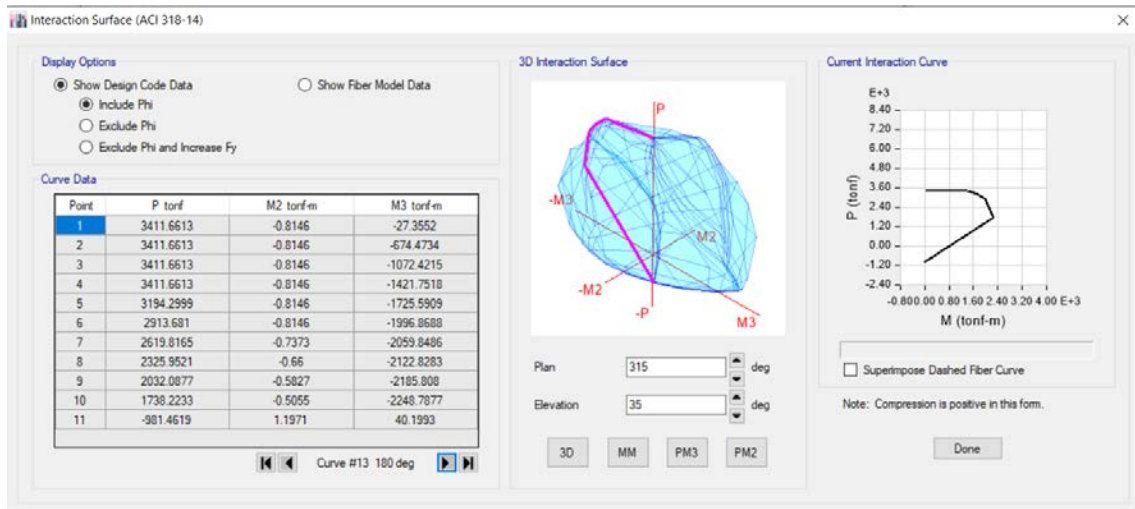 Interaction Surface (ACI 318-14)
Display Options
Show Design Code Data
Show Fiber Model Data
Include Phi
Exclude Phi
Exclude Phi and Increase Fy
Curve Data
Point P tonf M2 tonf-m M3 tonf-m
1 3411.6613 -0.8146 -27.3552
2 3411.6613 -0.8146 -674.4734
3 3411.6613 -0.8146 -1072.4215
4 3411.6613 -0.8146 -1421.7518
5 3194.2999 -0.8146 -1725.5909
6 2913.681 -0.8146 -1996.8688
7 2619.8165 -0.7373 -2059.8486
8 2325.9521 -0.66 -2122.8283
9 2032.0877 -0.5827 -2185.808
10 1738.2233 -0.5055 -2248.7877
11 -981.4619 1.1971 40.1993
Curve #13 180 deg
3D Interaction Surface
P
-M3
M2
-M2
-P
M3
Plan 315 deg
Elevation 35 deg
3D MM PM3 PM2
Current Interaction Curve
E+3
8.40
7.20
6.00
4.80
3.60
2.40
1.20
0.00
-1.20
-2.40
P (tonf)
-0.80 0.00 0.80 1.60 2.40 3.20 4.00 E+3
M (tonf-m)
Superimpose Dashed Fiber Curve
Note: Compression is positive in this form.
Done